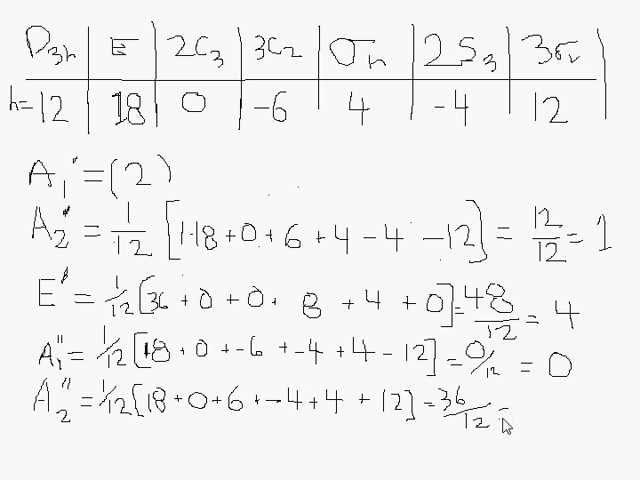 D3h | E | 2C3 | 3C2 | σh | 2S3 | 3σv |
h=12 | 18 | 0 | -6 | 4 | -4 | 12
A1' = (2)
A2' = 1/12 [1·18 + 0 + 6 + 4 - 4 - 12] = 12/12 = 1
E' = 1/12 [36 + 0 + 0 + 8 + 4 + 0] = 48/12 = 4
A1'' = 1/12 [18 + 0 + -6 + -4 + 4 - 12] = 0/12 = 0
A2'' = 1/12 [18 + 0 + 6 + -4 + 4 + 12] = 36/12 =